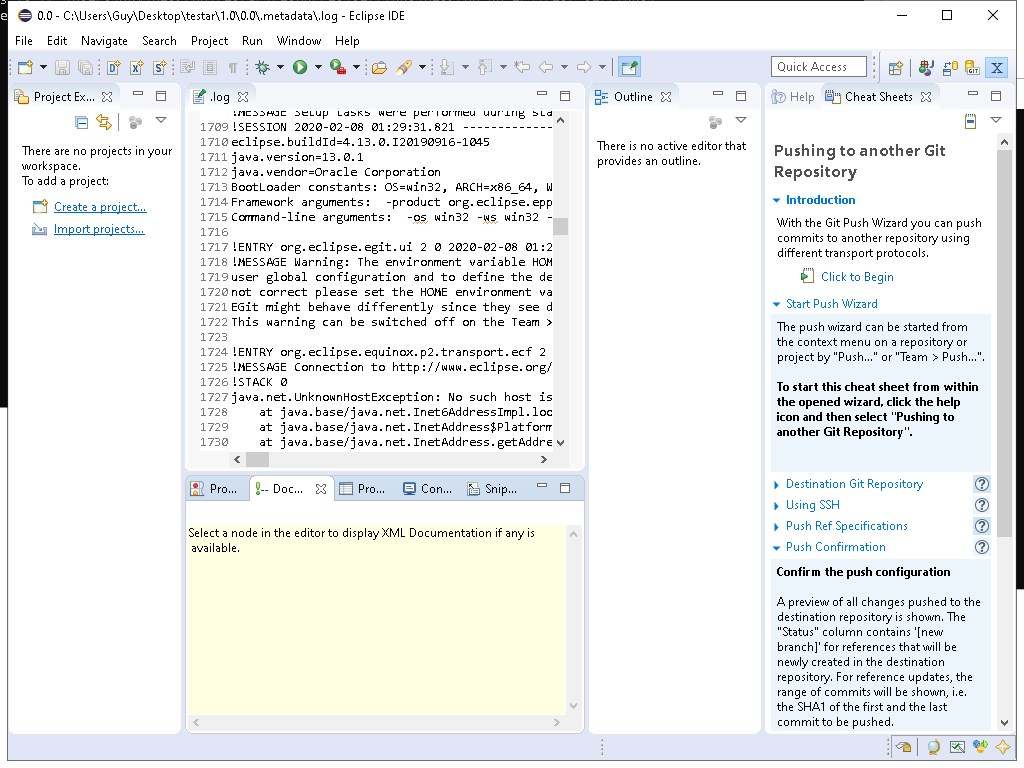 0.0 - C:\Users\Guy\Desktop\testar\1.0\0.0\.metadata\.log - Eclipse IDE
File Edit Navigate Search Project Run Window Help
Quick Access
Project Ex...
There are no projects in your
workspace.
To add a project:
Create a project...
Import projects...
.log
!MESSAGE Setup tasks were performed during sta
1709 !SESSION 2020-02-08 01:29:31.821 --------------
1710 eclipse.buildId=4.13.0.I20190916-1045
1711 java.version=13.0.1
1712 java.vendor=Oracle Corporation
1713 BootLoader constants: OS=win32, ARCH=x86_64, W
1714 Framework arguments:  -product org.eclipse.epp
1715 Command-line arguments:  -os win32 -ws win32 -
1716
1717 !ENTRY org.eclipse.egit.ui 2 0 2020-02-08 01:2
1718 !MESSAGE Warning: The environment variable HOM
1719 user global configuration and to define the de
1720 not correct please set the HOME environment va
1721 EGit might behave differently since they see d
1722 This warning can be switched off on the Team >
1723
1724 !ENTRY org.eclipse.equinox.p2.transport.ecf 2
1725 !MESSAGE Connection to http://www.eclipse.org/
1726 !STACK 0
1727 java.net.UnknownHostException: No such host is
1728     at java.base/java.net.Inet6AddressImpl.loo
1729     at java.base/java.net.InetAddress$Platform
1730     at java.base/java.net.InetAddress.getAddre
Pro... Doc... Pro... Con... Snip...
Select a node in the editor to display XML Documentation if any is
available.
Outline
There is no active editor that
provides an outline.
Help Cheat Sheets
Pushing to another Git
Repository
Introduction
With the Git Push Wizard you can push
commits to another repository using
different transport protocols.
Click to Begin
Start Push Wizard
The push wizard can be started from
the context menu on a repository or
project by "Push..." or "Team > Push...".
To start this cheat sheet from within
the opened wizard, click the help
icon and then select "Pushing to
another Git Repository".
Destination Git Repository
Using SSH
Push Ref Specifications
Push Confirmation
Confirm the push configuration
A preview of all changes pushed to the
destination repository is shown. The
"Status" column contains '[new
branch]' for references that will be
newly created in the destination
repository. For reference updates, the
range of commits will be shown, i.e.
the SHA1 of the first and the last
commit to be pushed.